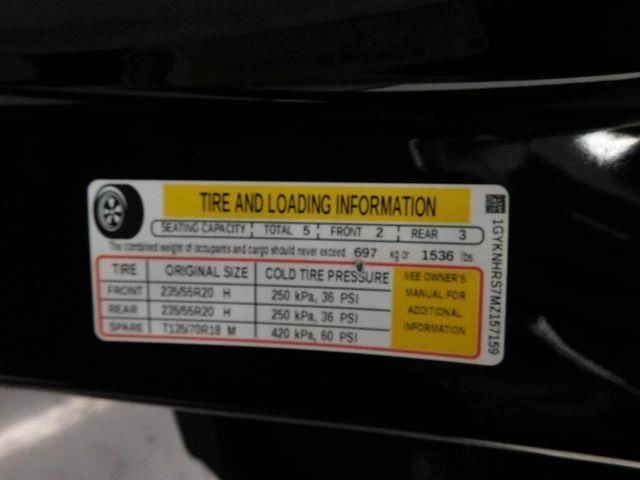 TIRE AND LOADING INFORMATION
SEATING CAPACITY TOTAL 5 FRONT 2 REAR 3
The combined weight of occupants and cargo should never exceed 697 kg or 1536 lbs.
TIRE ORIGINAL SIZE COLD TIRE PRESSURE
FRONT 235/55R20 H 250 kPa, 36 PSI
REAR 235/55R20 H 250 kPa, 36 PSI
SPARE T135/70R18 M 420 kPa, 60 PSI
SEE OWNER'S
MANUAL FOR
ADDITIONAL
INFORMATION
1GYKNHRS7MZ157159